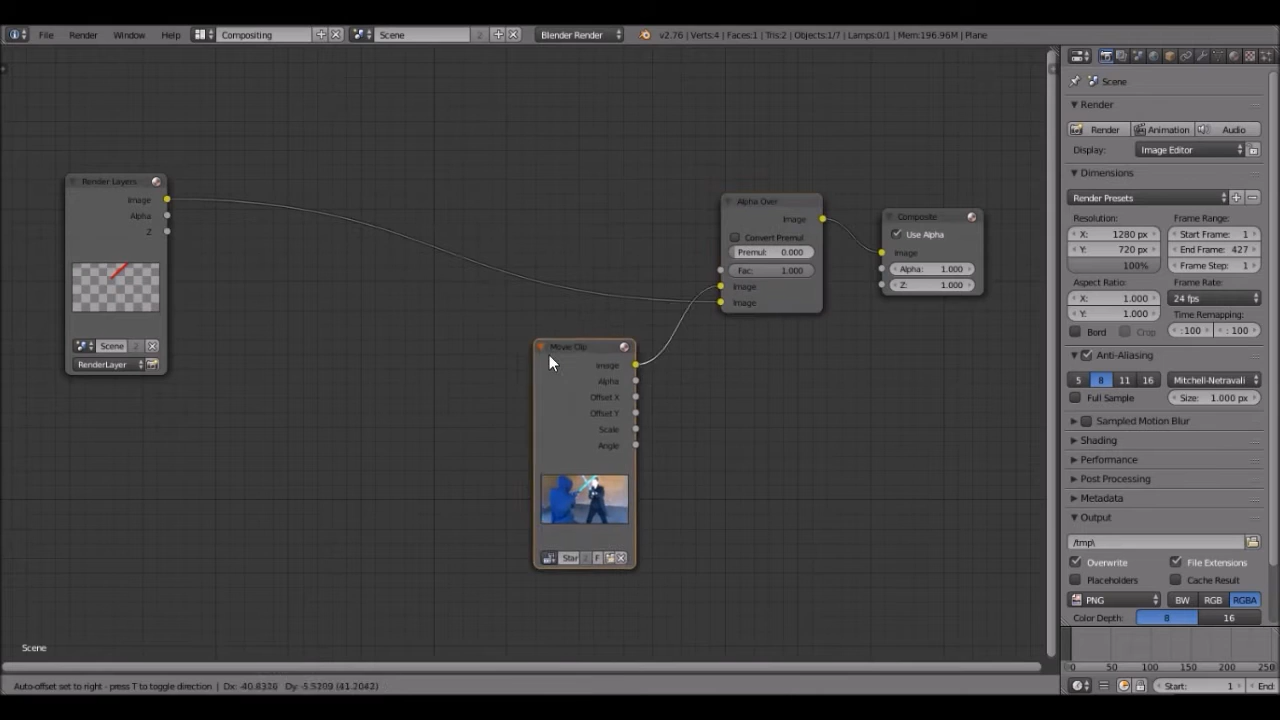 File Render Window Help Compositing Scene 2 Blender Render v2.76 | Verts:4 | Faces:1 | Tris:2 | Objects:1/7 | Lamps:0/1 | Mem:196.96M | Plane
Render Layers
Image
Alpha
Z
Scene 2
RenderLayer
Movie Clip
Image
Alpha
Offset X
Offset Y
Scale
Angle
Star 2 F
Alpha Over
Image
Convert Premul
Premul: 0.000
Fac: 1.000
Image
Image
Composite
Use Alpha
Image
Alpha: 1.000
Z: 1.000
Scene
Auto-offset set to right - press T to toggle direction | Dx: -40.8326 Dy: -5.5209 (41.2042)
Scene
Render
Render Animation Audio
Display: Image Editor
Dimensions
Render Presets
Resolution: Frame Range:
X: 1280 px Start Frame: 1
Y: 720 px End Frame: 427
100% Frame Step: 1
Aspect Ratio: Frame Rate:
X: 1.000 24 fps
Y: 1.000 Time Remapping:
Bord Crop :100 :100
Anti-Aliasing
5 8 11 16 Mitchell-Netravali
Full Sample Size: 1.000 px
Sampled Motion Blur
Shading
Performance
Post Processing
Metadata
Output
/tmp\
Overwrite File Extensions
Placeholders Cache Result
PNG BW RGB RGBA
Color Depth: 8 16
0 50 100 150 200 250
Start: 1 End: